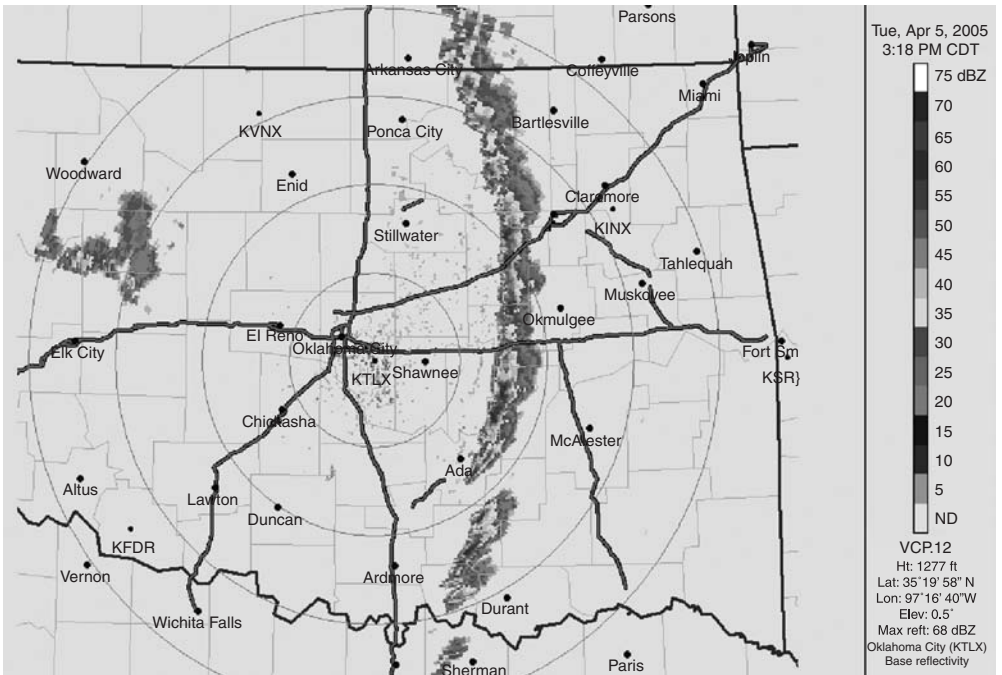 Parsons
Tue, Apr 5, 2005
3:18 PM CDT
Joplin
Arkansas City
Coffeyville
75 dBZ
Miami
70
KVNX
Ponca City
Bartlesville
65
Woodward
60
Enid
Claremore
55
KINX
50
Stillwater
45
Tahlequah
40
Muskogee
35
Okmulgee
El Reno
Oklahoma City
30
Elk City
Fort Sm
KTLX
Shawnee
KSR}
25
20
Chickasha
15
McAlester
10
Ada
5
Altus
Lawton
Duncan
ND
KFDR
VCP.12
Ht: 1277 ft
Vernon
Ardmore
Lat: 35°19' 58" N
Lon: 97°16' 40"W
Durant
Elev: 0.5°
Wichita Falls
Max reft: 68 dBZ
Oklahoma City (KTLX)
Sherman
Paris
Base reflectivity